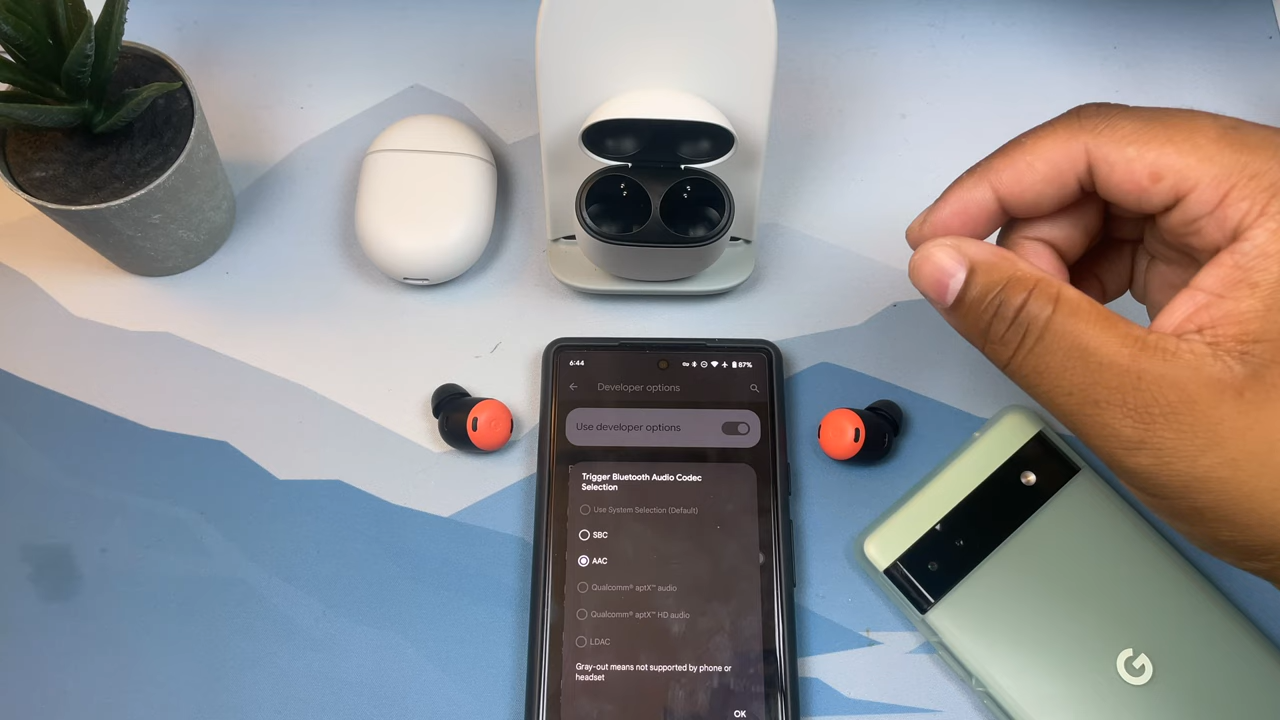 6:44
87%
Developer options
Use developer options
Trigger Bluetooth Audio Codec
Selection
Use System Selection (Default)
SBC
AAC
Qualcomm® aptX™ audio
Qualcomm® aptX™ HD audio
LDAC
Gray-out means not supported by phone or
headset
OK
G